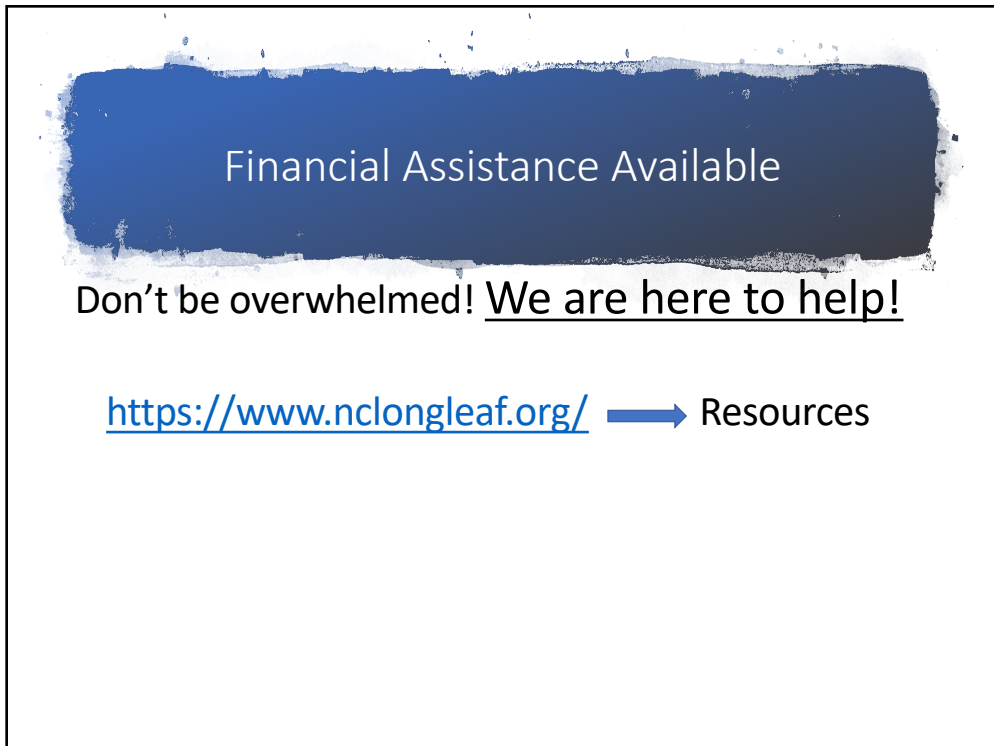 Financial Assistance Available
Don’t be overwhelmed! We are here to help!
https://www.nclongleaf.org/ Resources